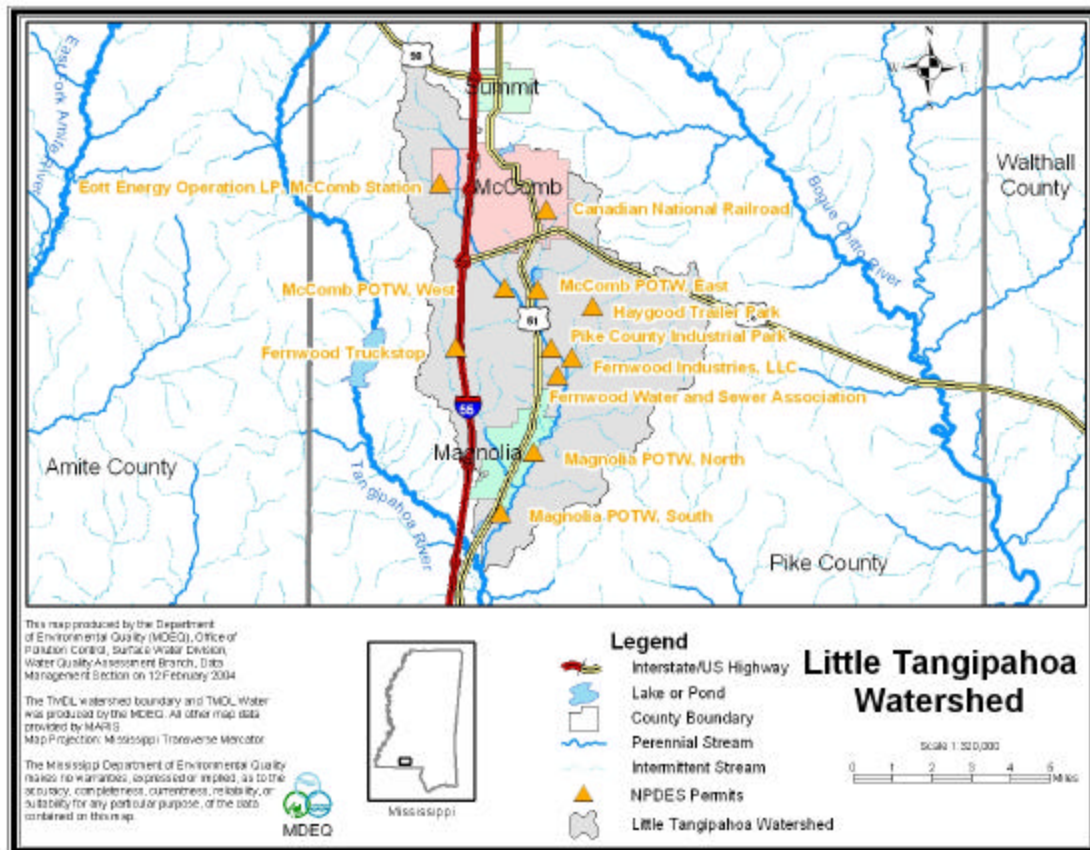 N
W
E
S
98
Summit
East Fork Amite River
Walthall
County
Eott Energy Operation LP, McComb Station
McComb
Canadian National Railroad
Bogue Chitto River
McComb POTW, West
McComb POTW, East
Haygood Trailer Park
51
Pike County Industrial Park
Fernwood Truckstop
Fernwood Industries, LLC
Fernwood Water and Sewer Association
55
Magnolia
Amite County
Magnolia POTW, North
Tangipahoa River
Magnolia POTW, South
Pike County
This map produced by the Department
of Environmental Quality (MDEQ), Office of
Pollution Control, Surface Water Division,
Water Quality Assessment Branch, Data
Management Section on 12 February 2004
The TMDL watershed boundary and TMDL Water
was produced by the MDEQ. All other map data
provided by MARIS
Map Projection: Mississippi Transverse Mercator
The Mississippi Department of Environmental Quality
makes no warranties, expressed or implied, as to the
accuracy, completeness, currentness, reliability, or
suitability for any particular purpose, of the data
contained on this map.
MDEQ
Mississippi
Legend
Interstate/US Highway
Lake or Pond
County Boundary
Perennial Stream
Intermittent Stream
NPDES Permits
Little Tangipahoa Watershed
Little Tangipahoa
Watershed
Scale 1:320,000
0 1 2 3 4 5
Miles